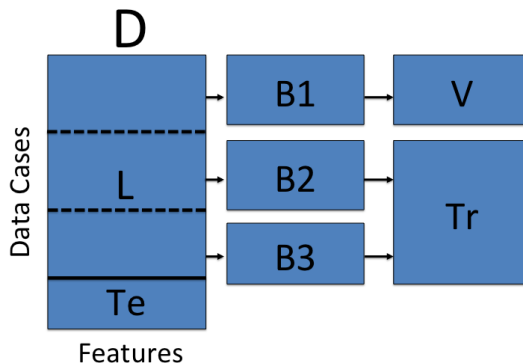 D
B1
V
Data Cases
L
B2
Tr
B3
Te
Features